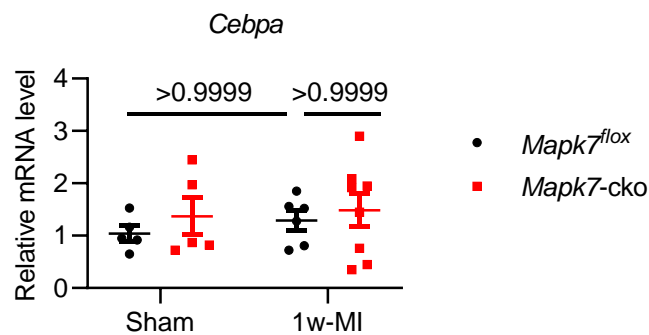 Cebpa
Relative mRNA level
4
3
2
1
0
>0.9999
>0.9999
Sham
1w-MI
Mapk7flox
Mapk7-cko